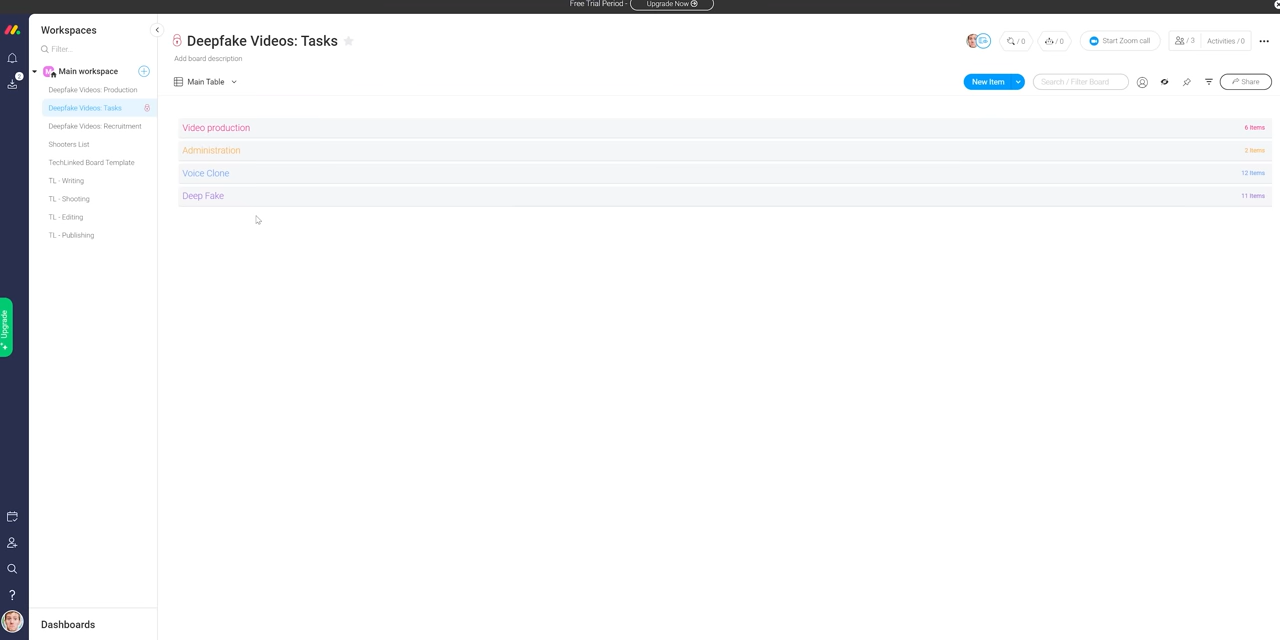 Free Trial Period - Upgrade Now
Workspaces
Filter...
Main workspace
Deepfake Videos: Production
Deepfake Videos: Tasks
Deepfake Videos: Recruitment
Shooters List
TechLinked Board Template
TL - Writing
TL - Shooting
TL - Editing
TL - Publishing
Upgrade
?
Dashboards
Deepfake Videos: Tasks
Add board description
/ 0
/ 0
Start Zoom call
/ 3
Activities / 0
Main Table
New Item
Search / Filter Board
Share
Video production 6 Items
Administration 2 Items
Voice Clone 12 Items
Deep Fake 11 Items